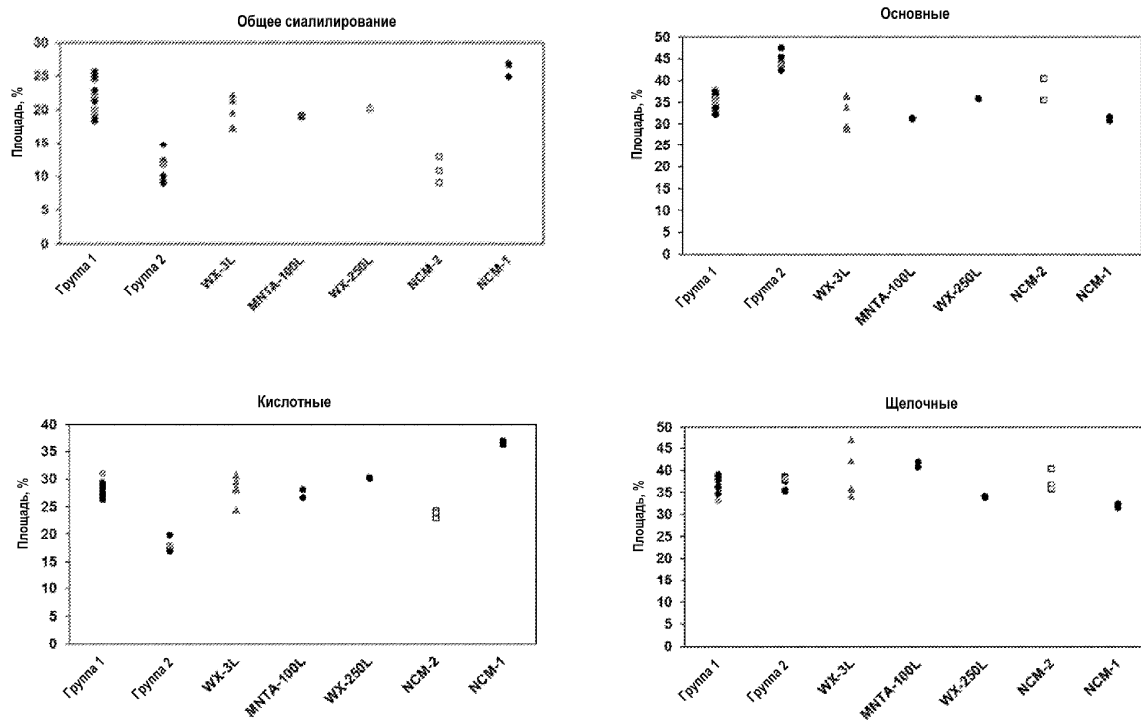 Общее сиалилирование
Площадь, %
30
25
20
15
10
5
0
Группа 1
Группа 2
WX-3L
MNTA-100L
WX-250L
NCM-2
NCM-1
Основные
Площадь, %
50
45
40
35
30
25
20
15
10
5
0
Группа 1
Группа 2
WX-3L
MNTA-100L
WX-250L
NCM-2
NCM-1
Кислотные
Площадь, %
40
35
30
25
20
15
10
5
0
Группа 1
Группа 2
WX-3L
MNTA-100L
WX-250L
NCM-2
NCM-1
Щелочные
Площадь, %
50
45
40
35
30
25
20
15
10
5
0
Группа 1
Группа 2
WX-3L
MNTA-100L
WX-250L
NCM-2
NCM-1